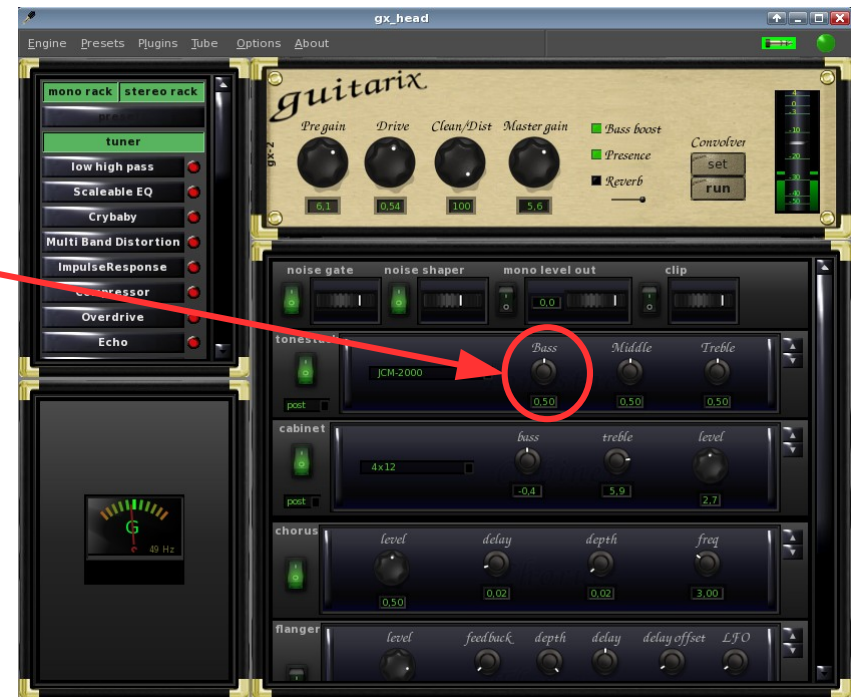 gx_head
Engine Presets Plugins Tube Options About
mono rack stereo rack
tuner
low high pass
Scaleable EQ
Crybaby
Multi Band Distortion
ImpulseResponse
Compressor
Overdrive
Echo
G
49 Hz
guitarix
gx-2
Pre gain Drive Clean/Dist Master gain
6,1 0,54 100 5,6
Bass boost
Presence
Reverb
Convolver
set
run
noise gate noise shaper mono level out clip
0,0
tonestack
Bass Middle Treble
JCM-2000
0,50 0,50 0,50
post
cabinet
bass treble level
4x12
-0,4 5,9 2,7
post
chorus
level delay depth freq
0,50 0,02 0,02 3,00
flanger
level feedback depth delay delay offset LFO